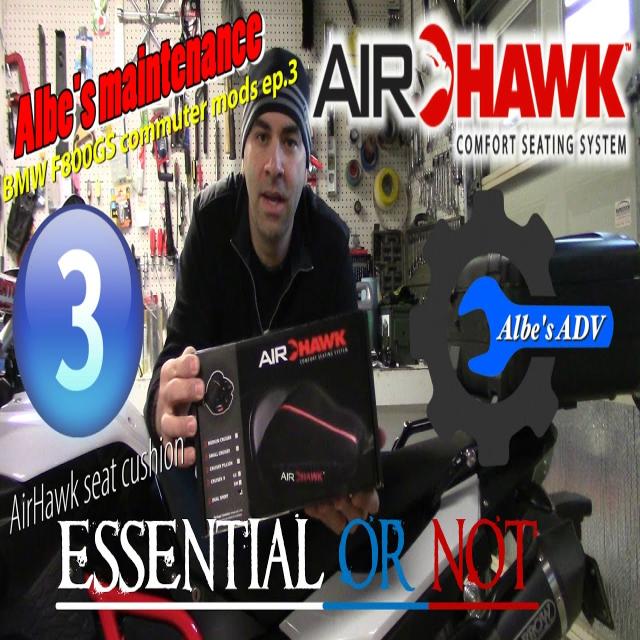 Albe's maintenance
BMW F800GS commuter mods ep.3
AIRHAWK™
COMFORT SEATING SYSTEM
3
Albe's ADV
AIRHAWK
COMFORT SEATING SYSTEM
AIRHAWK
AirHawk seat cushion
ESSENTIAL OR NOT